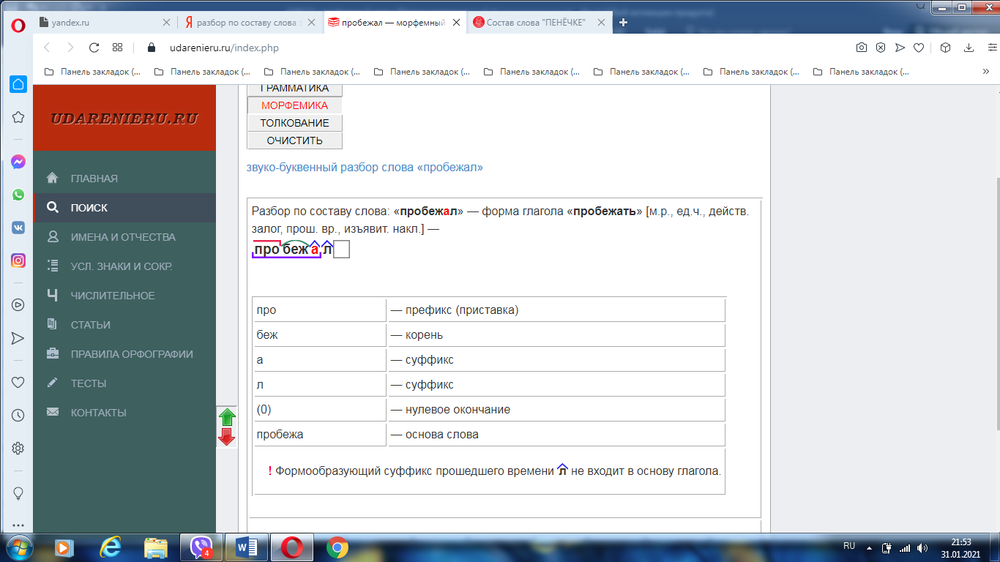 yandex.ru
разбор по составу слова з
пробежал — морфемный
Состав слова "ПЕНЁЧКЕ"
udarenieru.ru/index.php
Панель закладок (...
Панель закладок (...
Панель закладок (...
Панель закладок (...
Панель закладок (...
Панель закладок (...
Панель закладок (...
Панель закладок (...
UDARENIERU.RU
ГЛАВНАЯ
ПОИСК
ИМЕНА И ОТЧЕСТВА
УСЛ. ЗНАКИ И СОКР.
ЧИСЛИТЕЛЬНОЕ
СТАТЬИ
ПРАВИЛА ОРФОГРАФИИ
ТЕСТЫ
КОНТАКТЫ
ГРАММАТИКА
МОРФЕМИКА
ТОЛКОВАНИЕ
ОЧИСТИТЬ
звуко-буквенный разбор слова «пробежал»
Разбор по составу слова: «пробежал» — форма глагола «пробежать» [м.р., ед.ч., действ.
залог, прош. вр., изъявит. накл.] —
пробежал
про — префикс (приставка)
беж — корень
а — суффикс
л — суффикс
(0) — нулевое окончание
пробежа — основа слова
! Формообразующий суффикс прошедшего времени л не входит в основу глагола.
4
RU
21:53
31.01.2021